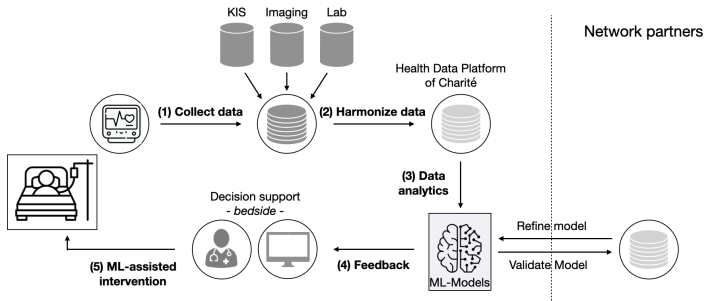 KIS
Imaging
Lab
Network partners
Health Data Platform
of Charité
(1) Collect data
(2) Harmonize data
(3) Data
analytics
Decision support
- bedside -
Refine model
Validate Model
ML-Models
(4) Feedback
(5) ML-assisted
intervention